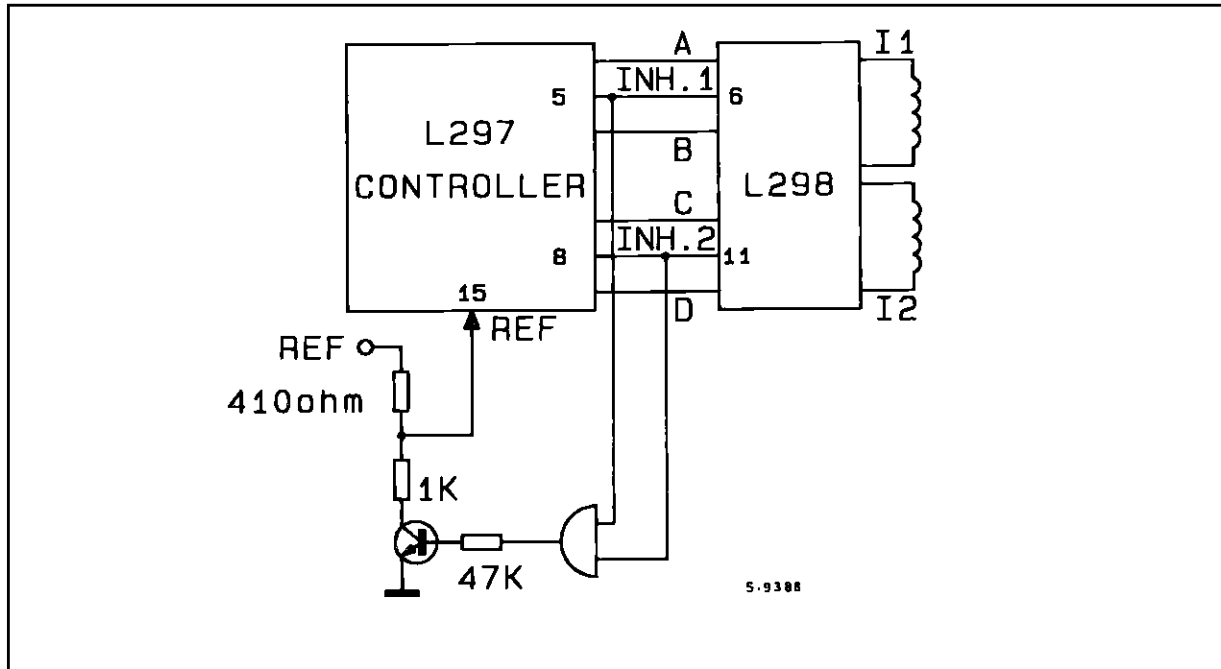 A
I1
INH.1
5
6
L297
B
CONTROLLER
L298
C
INH.2
8
11
15
D
I2
REF
REF
410ohm
1K
47K
S-9388